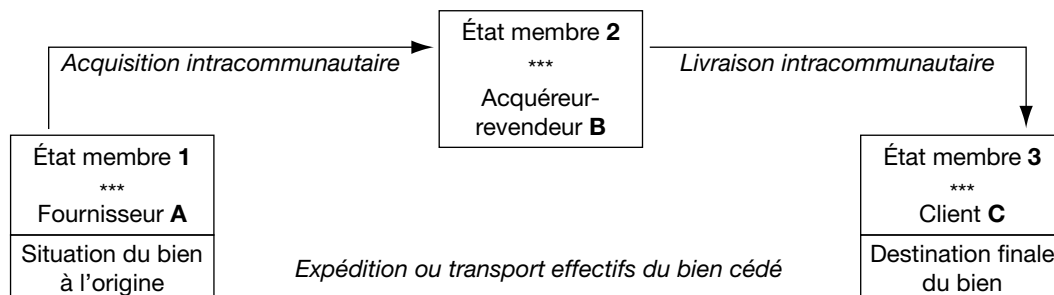 État membre 2
***
Acquéreur-
revendeur B
Acquisition intracommunautaire
Livraison intracommunautaire
État membre 1
***
Fournisseur A
Situation du bien
à l'origine
Expédition ou transport effectifs du bien cédé
État membre 3
***
Client C
Destination finale
du bien